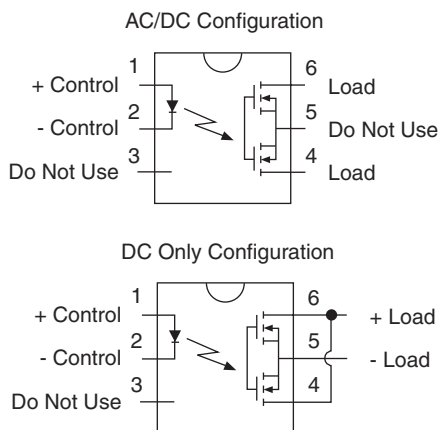 AC/DC Configuration
1
+ Control
2
- Control
3
Do Not Use
6
Load
5
Do Not Use
4
Load
DC Only Configuration
1
+ Control
2
- Control
3
Do Not Use
6
+ Load
5
- Load
4